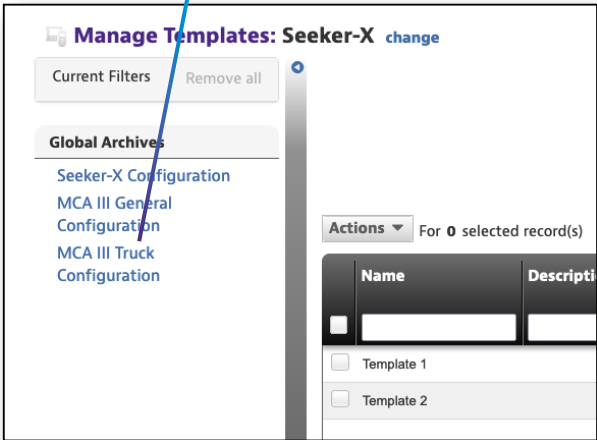 Manage Templates: Seeker-X change
Current Filters Remove all
Global Archives
Seeker-X Configuration
MCA III General
Configuration
MCA III Truck
Configuration
Actions For 0 selected record(s)
Name Descripti
Template 1
Template 2